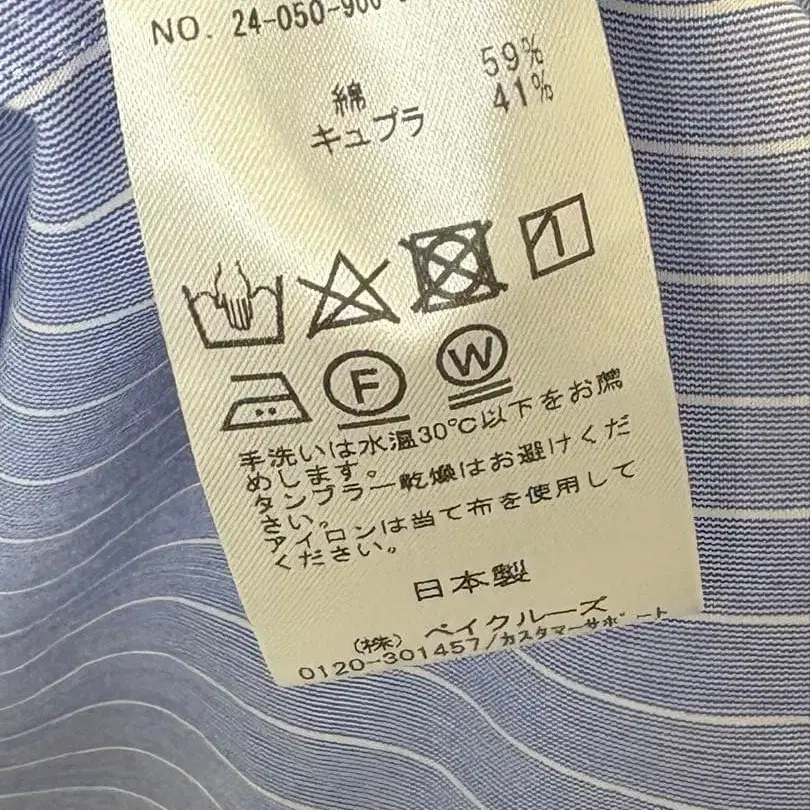 NO. 24-050-900
綿 59%
キュプラ 41%
F W
手洗いは水温30℃以下をお薦
めします。
タンブラー乾燥はお避けくだ
さい。
アイロンは当て布を使用して
ください。
日本製
(株) ベイクルーズ
0120-301457/カスタマーサポート